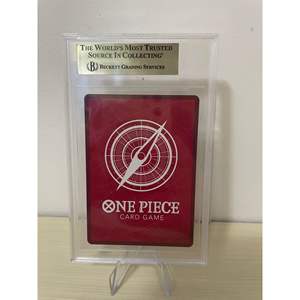 THE WORLD'S MOST TRUSTED
SOURCE IN COLLECTING
BECKETT GRADING SERVICES
ONE PIECE
CARD GAME